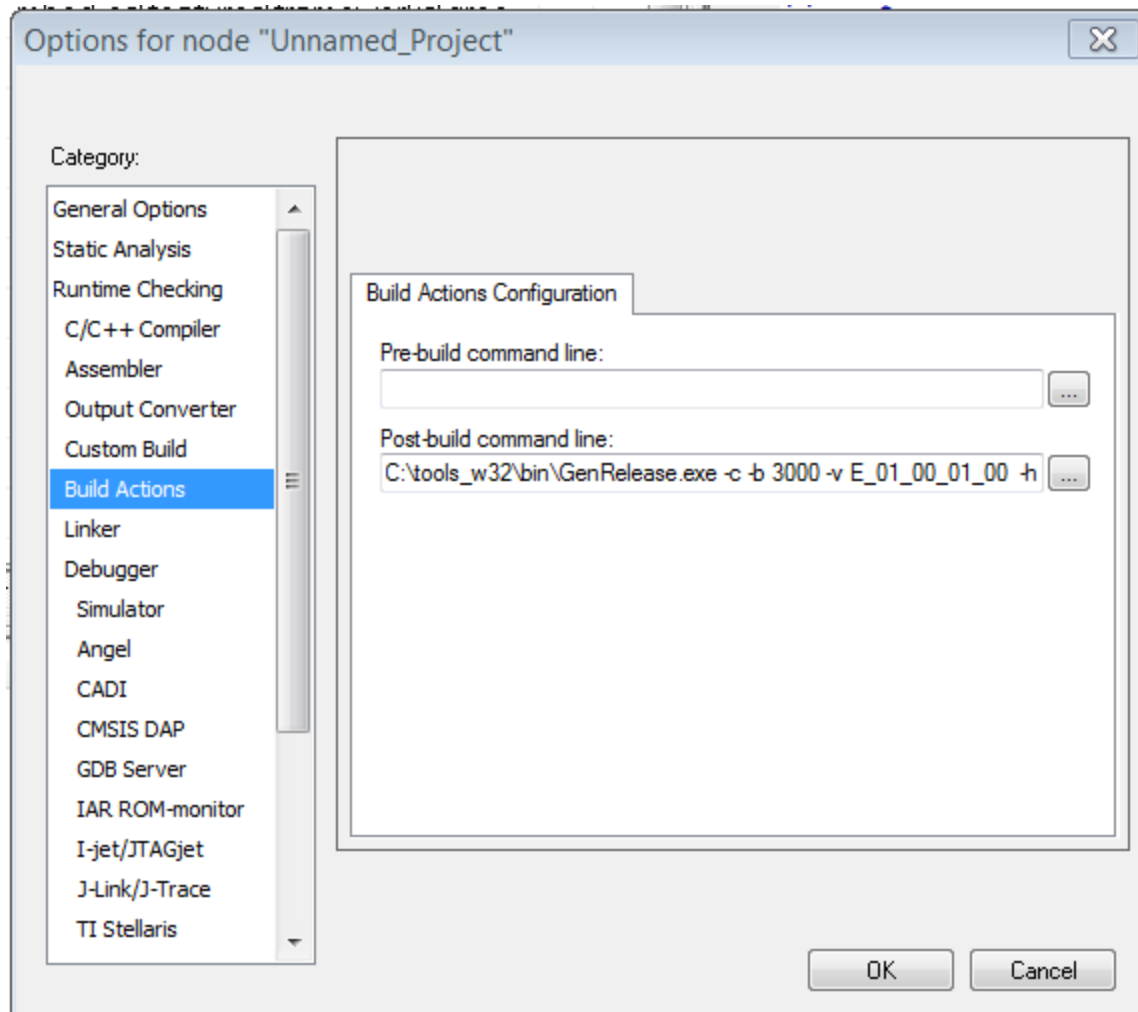 Options for node "Unnamed_Project"
Category:
General Options
Static Analysis
Runtime Checking
C/C++ Compiler
Assembler
Output Converter
Custom Build
Build Actions
Linker
Debugger
Simulator
Angel
CADI
CMSIS DAP
GDB Server
IAR ROM-monitor
I-jet/JTAGjet
J-Link/J-Trace
TI Stellaris
Build Actions Configuration
Pre-build command line:
...
Post-build command line:
C:\tools_w32\bin\GenRelease.exe -c -b 3000 -v E_01_00_01_00 -h
...
OK
Cancel